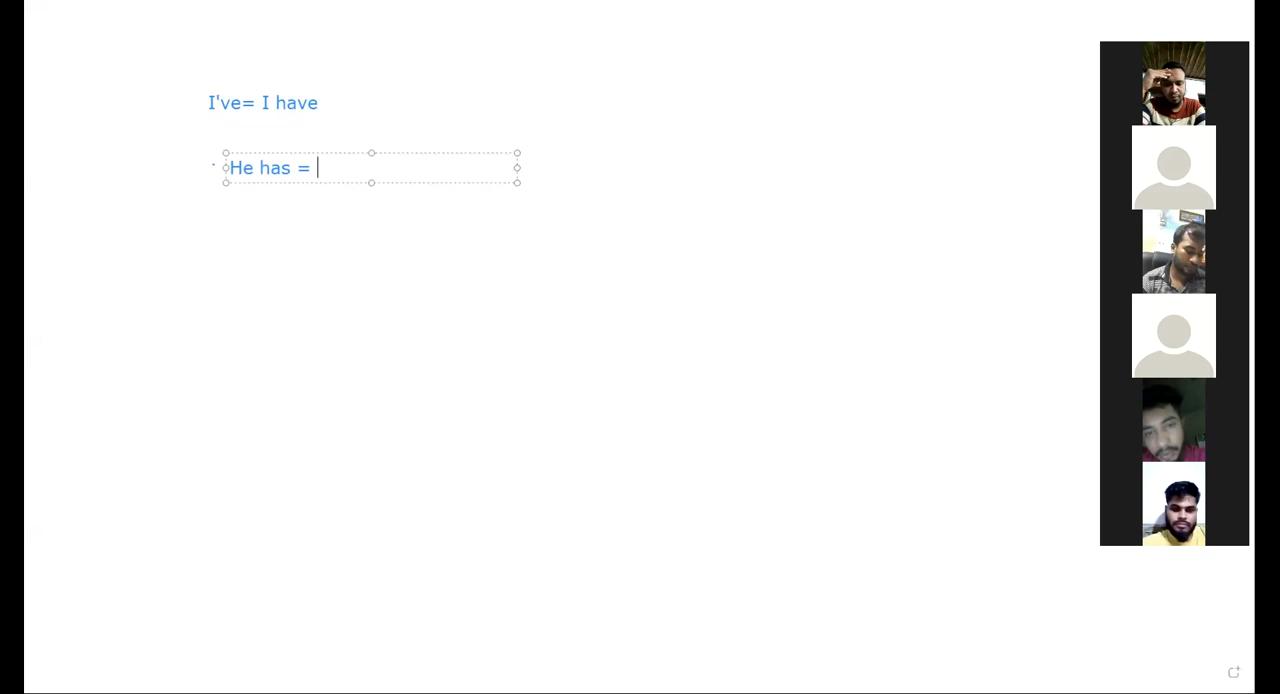 I've= I have
He has =